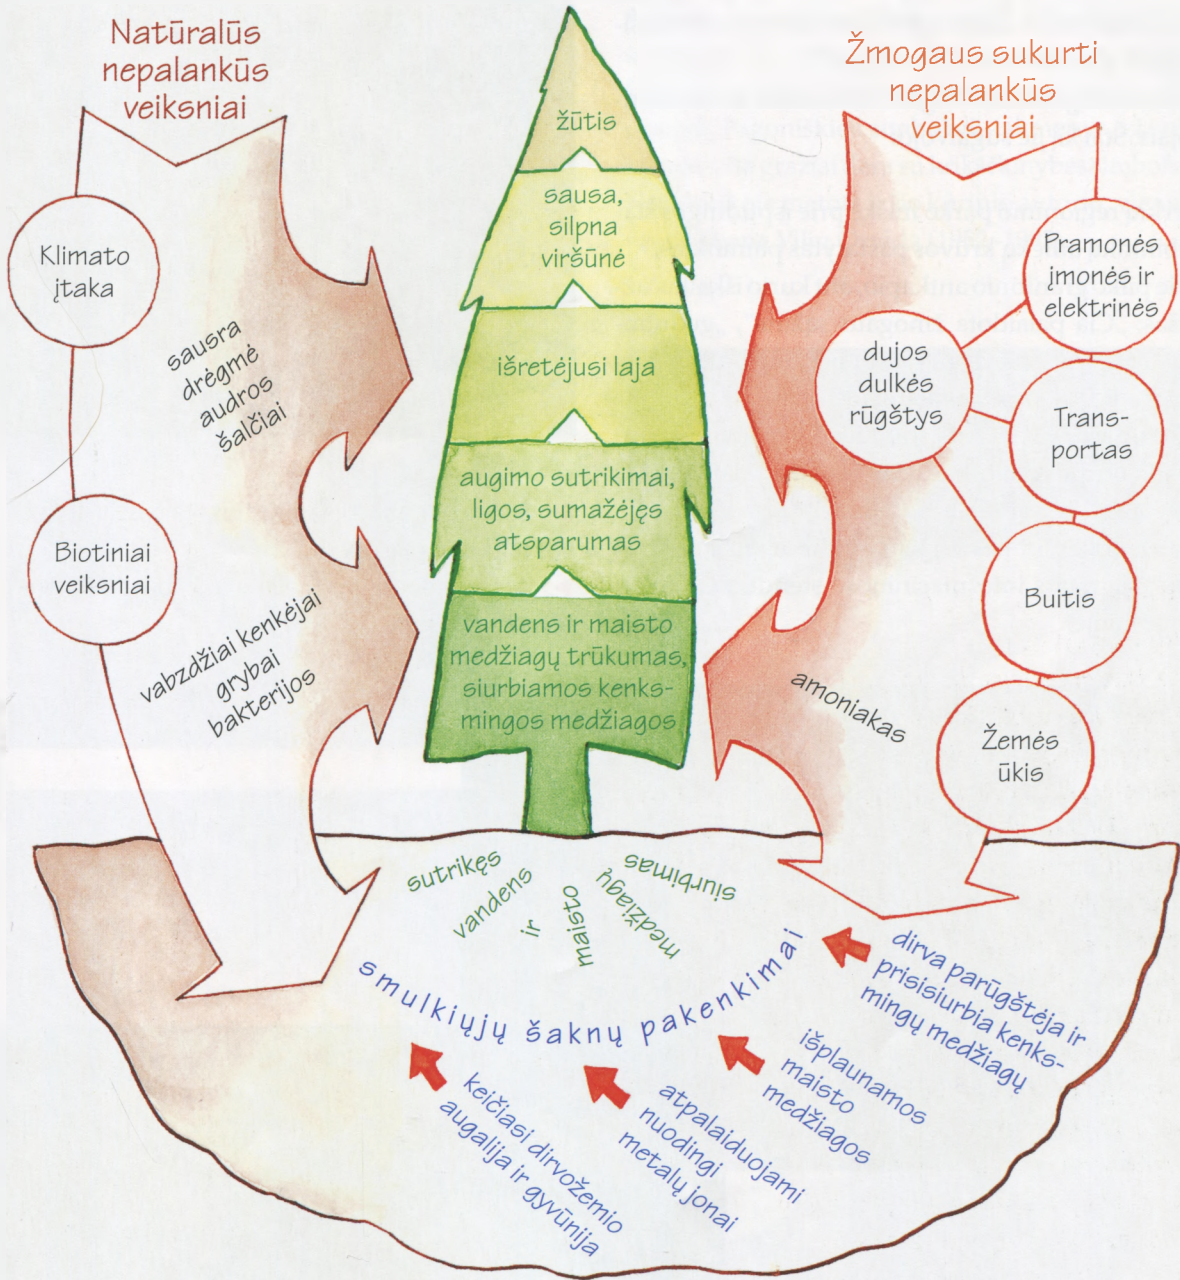 Natūralūs
nepalankūs
veiksniai
Žmogaus sukurti
nepalankūs
veiksniai
Klimato
įtaka
sausra
drėgmė
audros
šalčiai
Biotiniai
veiksniai
vabzdžiai kenkėjai
grybai
bakterijos
žūtis
sausa,
silpna
viršūnė
išretėjusi laja
augimo sutrikimai,
ligos, sumažėjęs
atsparumas
vandens ir maisto
medžiagų trūkumas,
siurbiamos kenks-
mingos medžiagos
Pramonės
įmonės ir
elektrinės
dujos
dulkės
rūgštys
Trans-
portas
Buitis
amoniakas
Žemės
ūkis
sutrikęs
vandens
ir
maisto
medžiagų
siurbimas
smulkiųjų šaknų pakenkimai
keičiasi dirvožemio
augalija ir gyvūnija
atpalaiduojami
nuodingi
metalų jonai
išplaunamos
maisto
medžiagos
dirva parūgštėja ir
prisisiurbia kenks-
mingų medžiagų